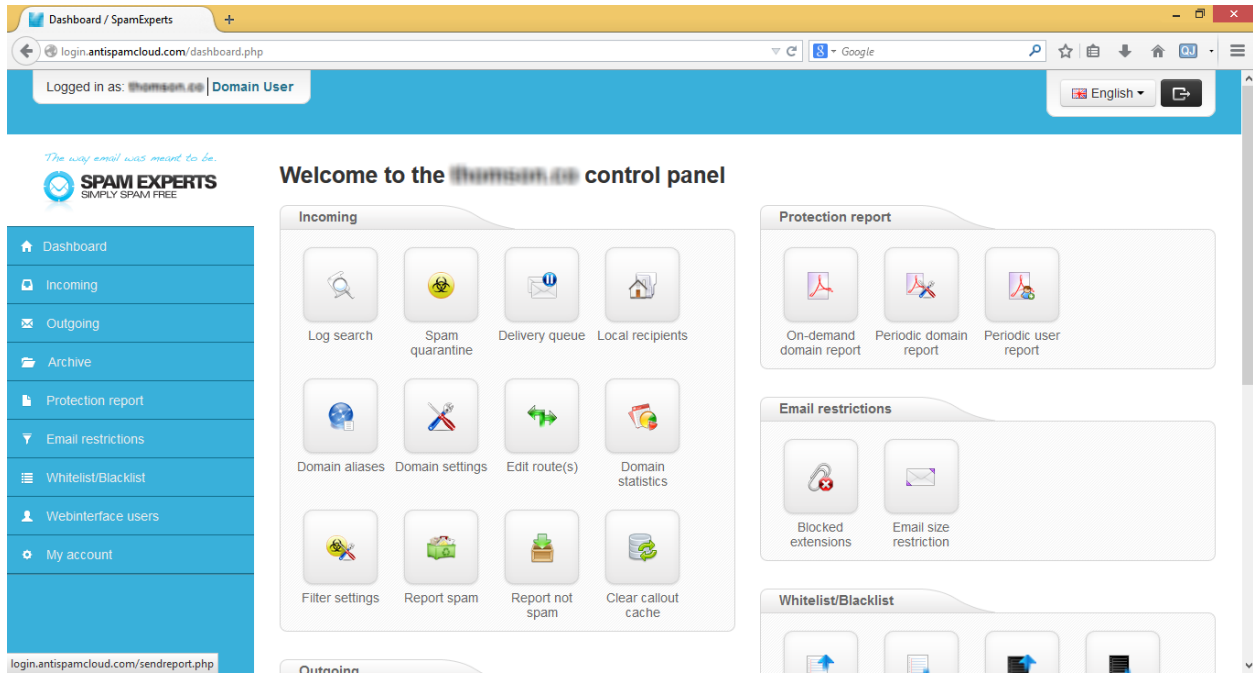 Dashboard / SpamExperts
login.antispamcloud.com/dashboard.php
Google
QJ
Logged in as: Domain User
English
The way email was meant to be.
SPAM EXPERTS
SIMPLY SPAM FREE
Welcome to the control panel
Dashboard
Incoming
Outgoing
Archive
Protection report
Email restrictions
Whitelist/Blacklist
Webinterface users
My account
Incoming
Log search
Spam
quarantine
Delivery queue
Local recipients
Domain aliases
Domain settings
Edit route(s)
Domain
statistics
Filter settings
Report spam
Report not
spam
Clear callout
cache
Outgoing
Protection report
On-demand
domain report
Periodic domain
report
Periodic user
report
Email restrictions
Blocked
extensions
Email size
restriction
Whitelist/Blacklist
login.antispamcloud.com/sendreport.php